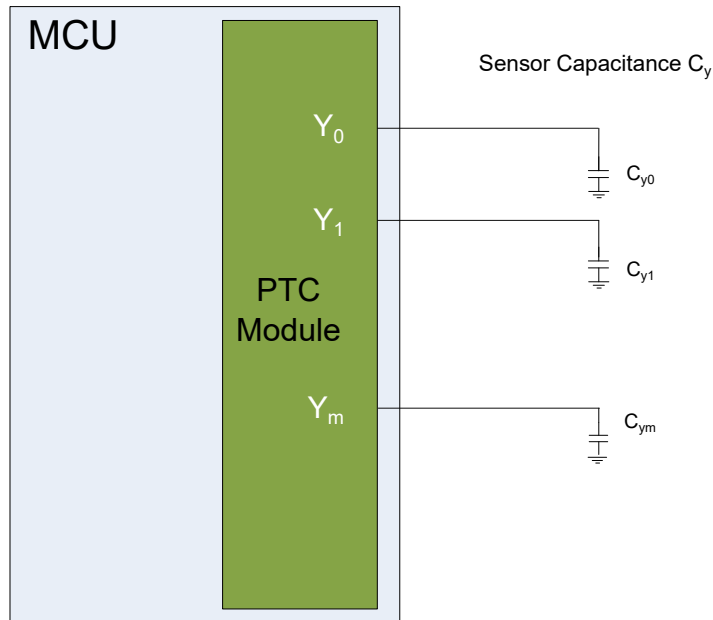 MCU
Sensor Capacitance Cy
Y0
Cy0
Y1
Cy1
PTC
Module
Ym
Cym